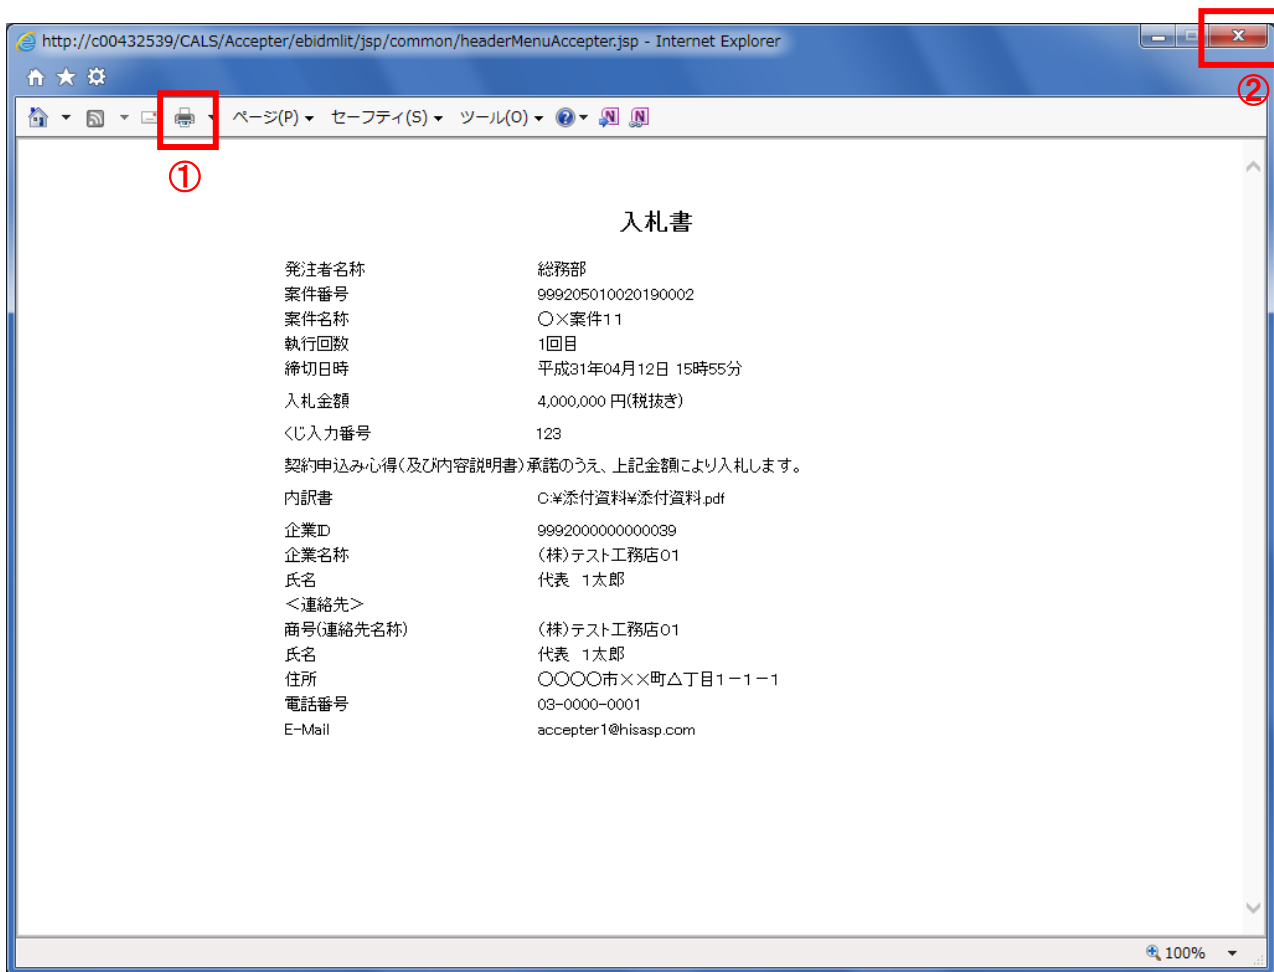 http://c00432539/CALS/Accepter/ebidmlit/jsp/common/headerMenuAccepter.jsp - Internet Explorer
②
ページ(P) セーフティ(S) ツール(O)
①
入札書
発注者名称 総務部
案件番号 999205010020190002
案件名称 〇×案件11
執行回数 1回目
締切日時 平成31年04月12日 15時55分
入札金額 4,000,000 円(税抜き)
くじ入力番号 123
契約申込み心得(及び内容説明書)承諾のうえ、上記金額により入札します。
内訳書 C:¥添付資料¥添付資料.pdf
企業ID 9992000000000039
企業名称 (株)テスト工務店01
氏名 代表 1太郎
<連絡先>
商号(連絡先名称) (株)テスト工務店01
氏名 代表 1太郎
住所 〇〇〇〇市××町△丁目1-1-1
電話番号 03-0000-0001
E-Mail accepter1@hisasp.com
100%